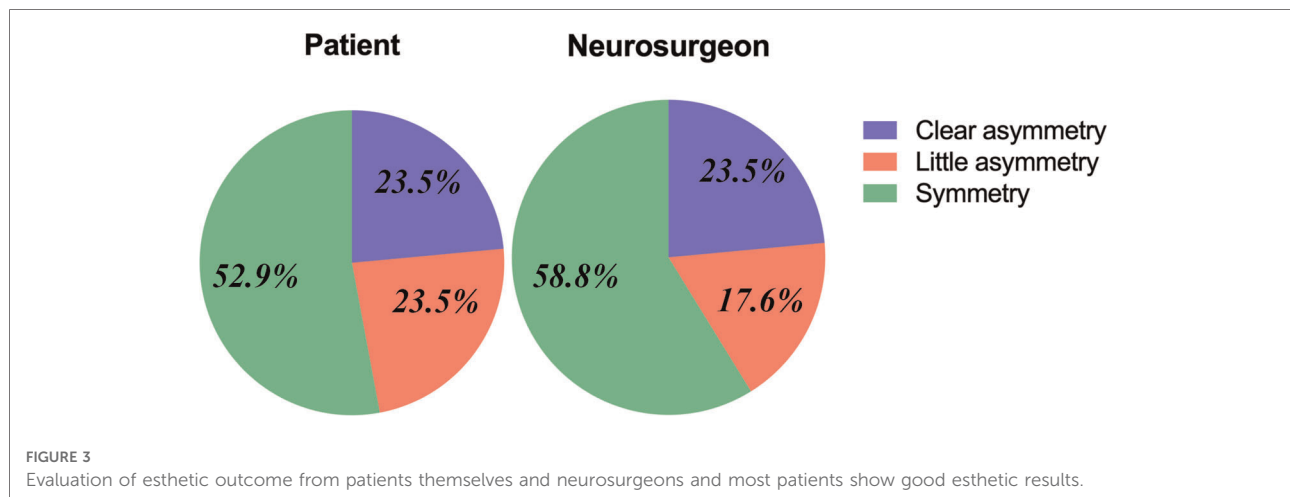 Patient
Neurosurgeon
23.5%
23.5%
52.9%
23.5%
17.6%
58.8%
Clear asymmetry
Little asymmetry
Symmetry
FIGURE 3
Evaluation of esthetic outcome from patients themselves and neurosurgeons and most patients show good esthetic results.